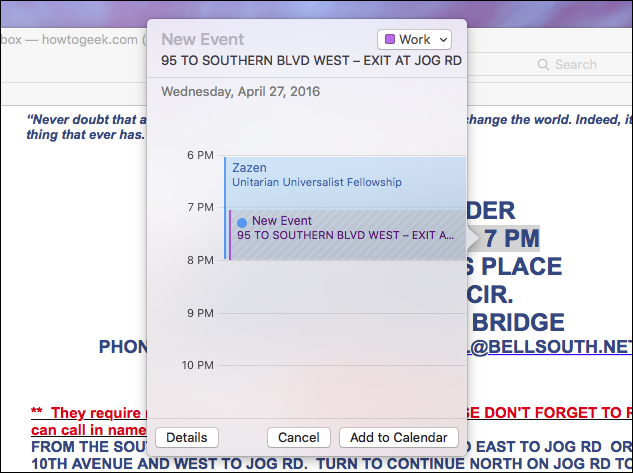 box — howtogeek.com (
Search
New Event
Work
95 TO SOUTHERN BLVD WEST – EXIT AT JOG RD
Wednesday, April 27, 2016
“Never doubt that a
change the world. Indeed, it
thing that ever has.
6 PM
Zazen
Unitarian Universalist Fellowship
7 PM
New Event
95 TO SOUTHERN BLVD WEST – EXIT A...
8 PM
9 PM
10 PM
DER
7 PM
S PLACE
CIR.
BRIDGE
PHON
L@BELLSOUTH.NET
** They require
SE DON'T FORGET TO R
can call in name
Details
Cancel
Add to Calendar
FROM THE SOU
O EAST TO JOG RD OR
10TH AVENUE AND WEST TO JOG RD. TURN TO CONTINUE NORTH ON JOG RD TO